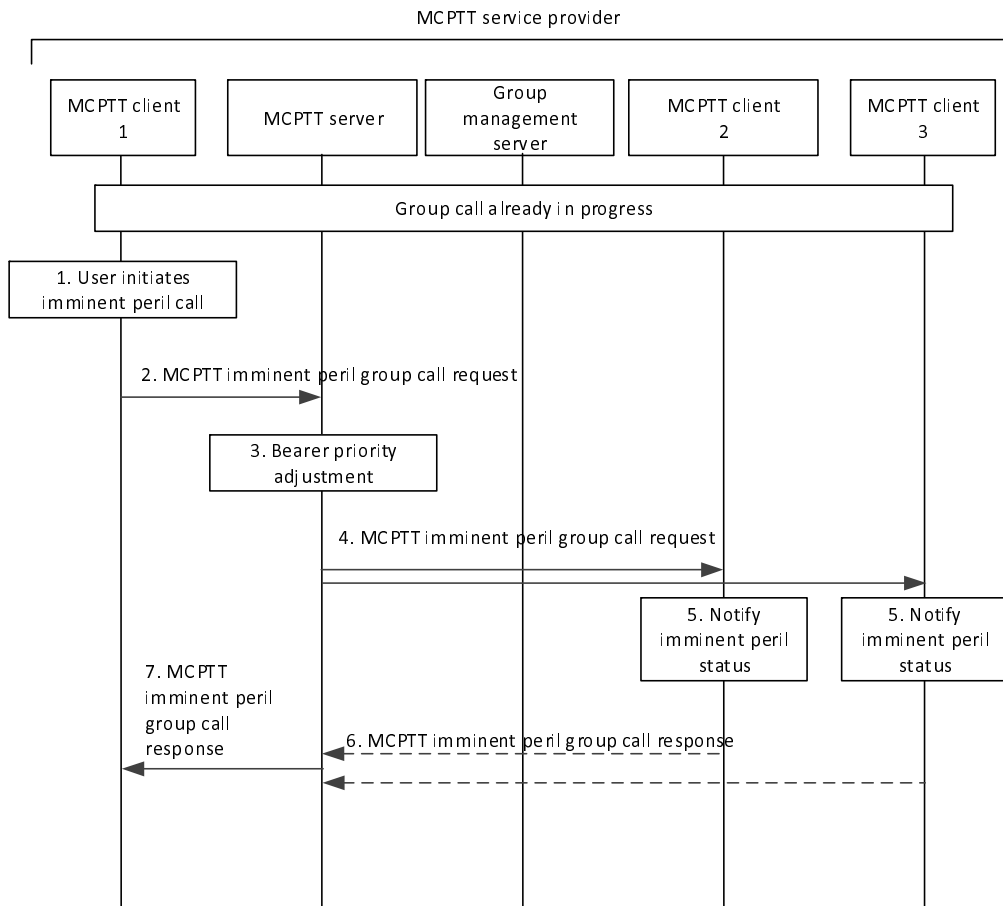 MCPTT service provider
MCPTT client
1
MCPTT server
Group
management
server
MCPTT client
2
MCPTT client
3
Group call already in progress
1. User initiates
imminent peril call
2. MCPTT imminent peril group call request
3. Bearer priority
adjustment
4. MCPTT imminent peril group call request
5. Notify
imminent peril
status
5. Notify
imminent peril
status
7. MCPTT
imminent peril
group call
response
6. MCPTT imminent peril group call response